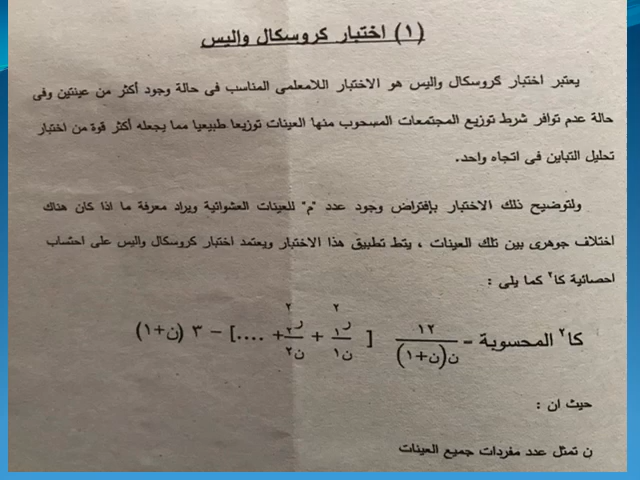 (١) اختبار كروسكال واليس
يعتبر اختبار كروسكال واليس هو الاختبار اللامعلمى المناسب فى حالة وجود أكثر من عينتين وفى
حالة عدم توافر شرط توزيع المجتمعات المسحوب منها العينات توزيعا طبيعيا مما يجعله أكثر قوة من اختبار
تحليل التباين فى اتجاه واحد.
ولتوضيح ذلك الاختبار بإفتراض وجود عدد "م" للعينات العشوائية ويراد معرفة ما اذا كان هناك
اختلاف جوهرى بين تلك العينات ، يتط تطبيق هذا الاختبار ويعتمد اختبار كروسكال واليس على احتساب
احصائية كا٢ كما يلى :
كا٢ المحسوبة = ١٢ / ن(ن+١) [ ر١٢ / ن١ + ر٢٢ / ن٢ + ....] – ٣ (ن+١)
حيث ان :
ن تمثل عدد مفردات جميع العينات